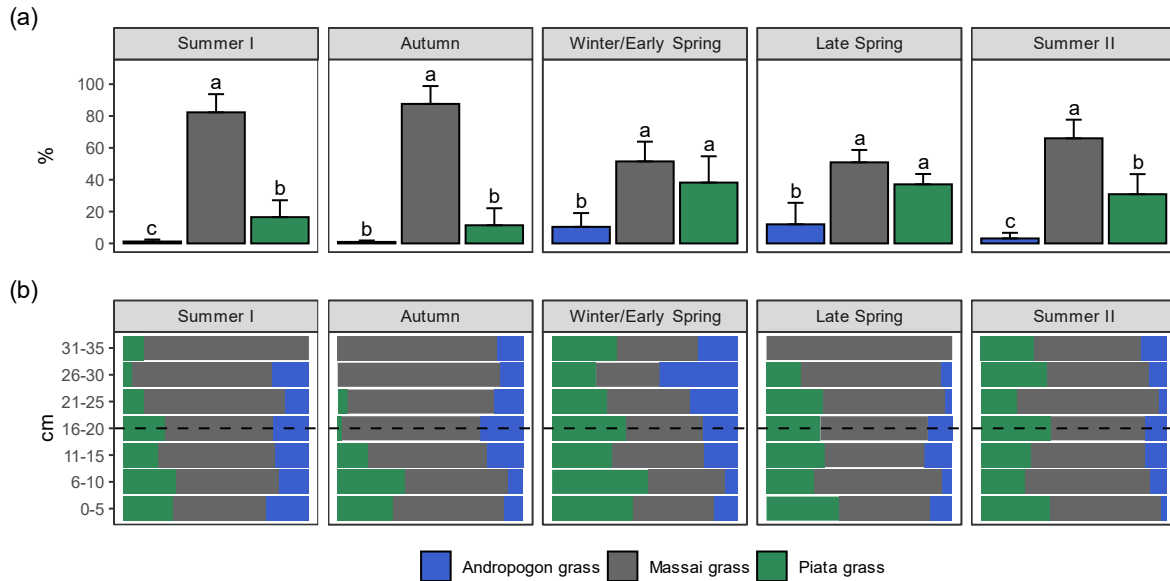 (a)
Summer I Autumn Winter/Early Spring Late Spring Summer II
100
80
60
40
20
0
%
c a b
b a b
b a a
b a a
c a b
(b)
Summer I Autumn Winter/Early Spring Late Spring Summer II
31-35
26-30
21-25
16-20
11-15
6-10
0-5
cm
Andropogon grass Massai grass Piata grass